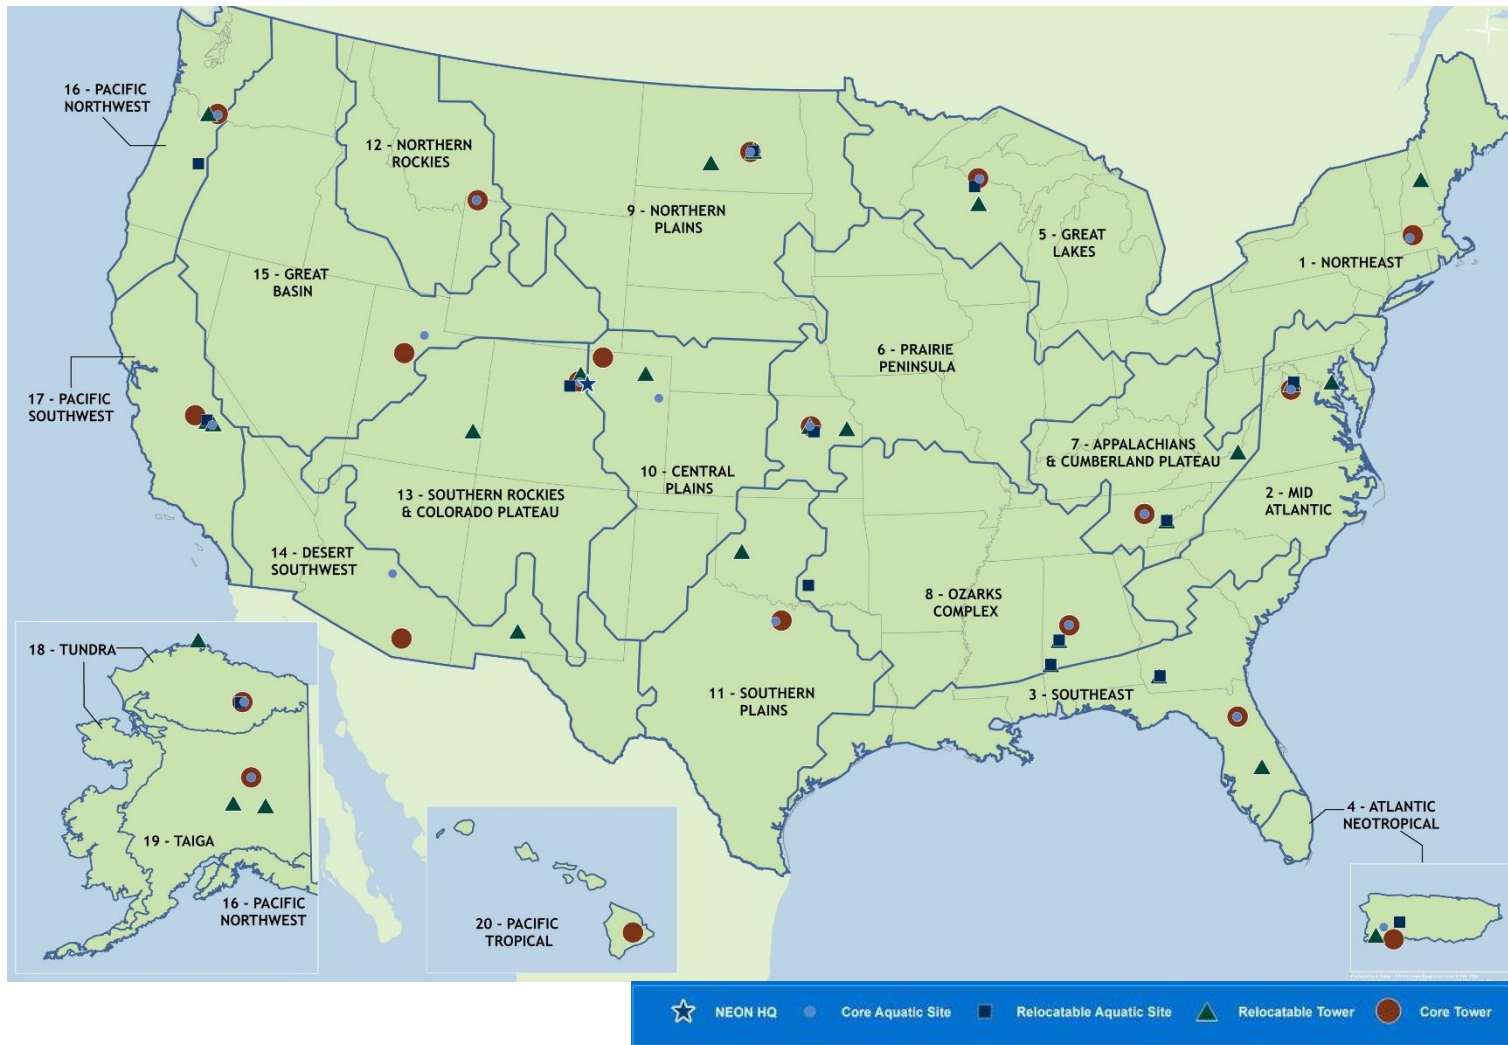 16 - PACIFIC
NORTHWEST
12 - NORTHERN
ROCKIES
9 - NORTHERN
PLAINS
5 - GREAT
LAKES
1 - NORTHEAST
15 - GREAT
BASIN
6 - PRAIRIE
PENINSULA
17 - PACIFIC
SOUTHWEST
7 - APPALACHIANS
& CUMBERLAND PLATEAU
10 - CENTRAL
PLAINS
13 - SOUTHERN ROCKIES
& COLORADO PLATEAU
2 - MID
ATLANTIC
14 - DESERT
SOUTHWEST
8 - OZARKS
COMPLEX
18 - TUNDRA
11 - SOUTHERN
PLAINS
3 - SOUTHEAST
4 - ATLANTIC
NEOTROPICAL
19 - TAIGA
16 - PACIFIC
NORTHWEST
20 - PACIFIC
TROPICAL
NEON HQ
Core Aquatic Site
Relocatable Aquatic Site
Relocatable Tower
Core Tower